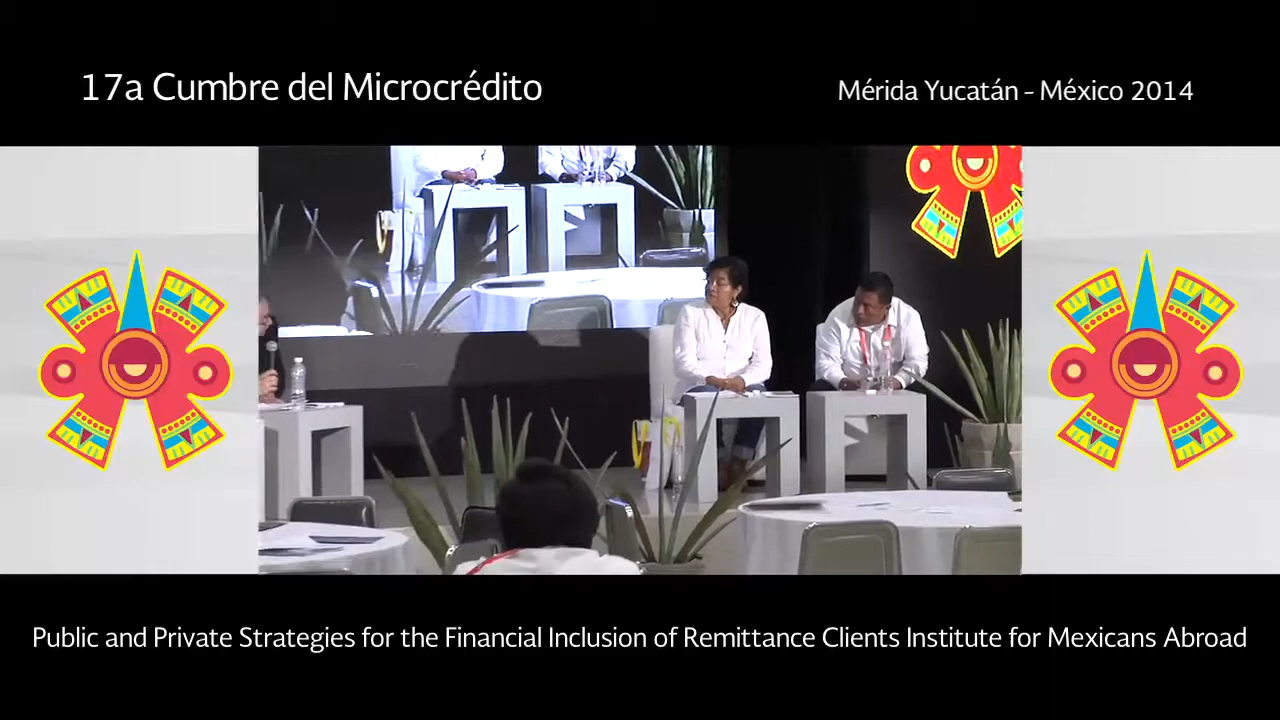 17a Cumbre del Microcrédito
Mérida Yucatán - México 2014
Public and Private Strategies for the Financial Inclusion of Remittance Clients Institute for Mexicans Abroad